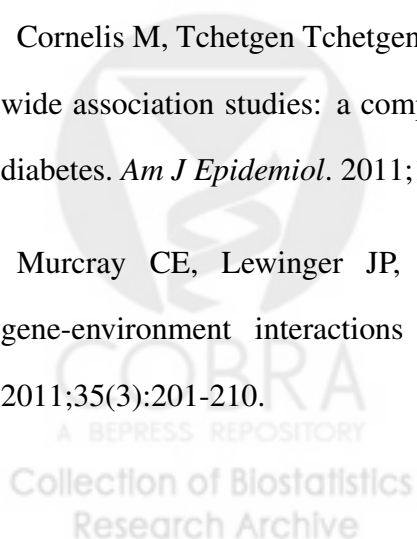 Cornelis M, Tchetgen Tchetgen
wide association studies: a comp
diabetes. Am J Epidemiol. 2011;
Murcray CE, Lewinger JP,
gene-environment interactions
2011;35(3):201-210.
COBRA
A BEPRESS REPOSITORY
Collection of Biostatistics
Research Archive